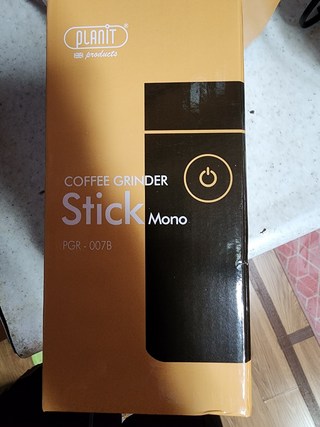 PLANIT®
products
COFFEE GRINDER
Stick Mono
PGR - 007B